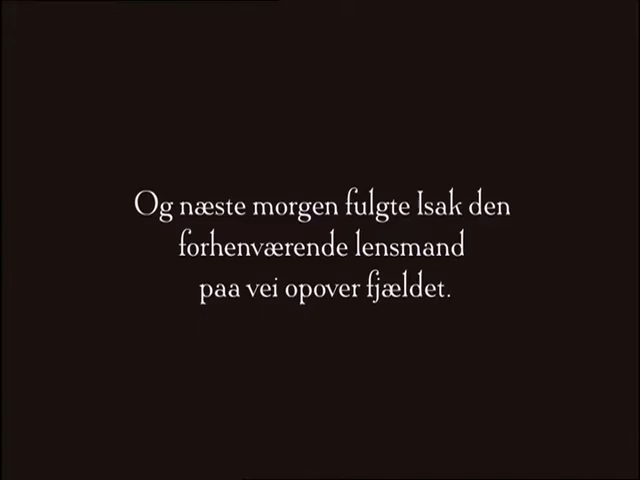 Og næste morgen fulgte Isak den
forhenværende lensmand
paa vei opover fjældet.